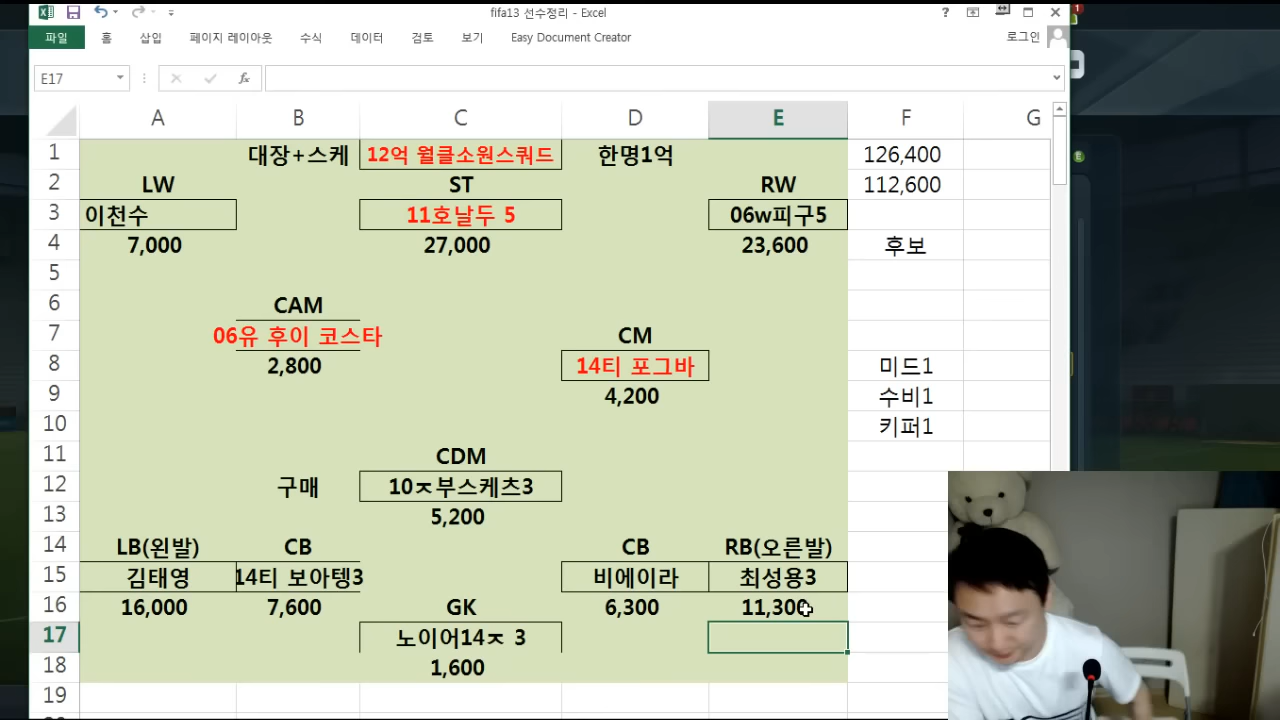 fifa13 선수정리 - Excel
파일 홈 삽입 페이지 레이아웃 수식 데이터 검토 보기 Easy Document Creator 로그인
E17
A B C D E F G
1 대장+스케 12억 월클소원스쿼드 한명1억 126,400
2 LW ST RW 112,600
3 이천수 11호날두 5 06w피구5
4 7,000 27,000 23,600 후보
5
6 CAM
7 06유 후이 코스타 CM
8 2,800 14티 포그바 미드1
9 4,200 수비1
10 키퍼1
11 CDM
12 구매 10ㅈ부스케츠3
13 5,200
14 LB(왼발) CB CB RB(오른발)
15 김태영 14티 보아텡3 비에이라 최성용3
16 16,000 7,600 GK 6,300 11,300
17 노이어14ㅈ 3
18 1,600
19